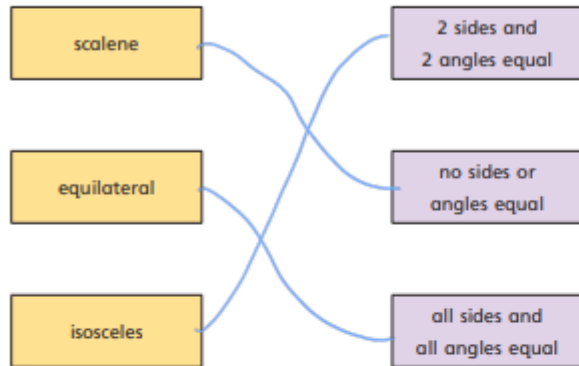 scalene
2 sides and
2 angles equal
equilateral
no sides or
angles equal
isosceles
all sides and
all angles equal